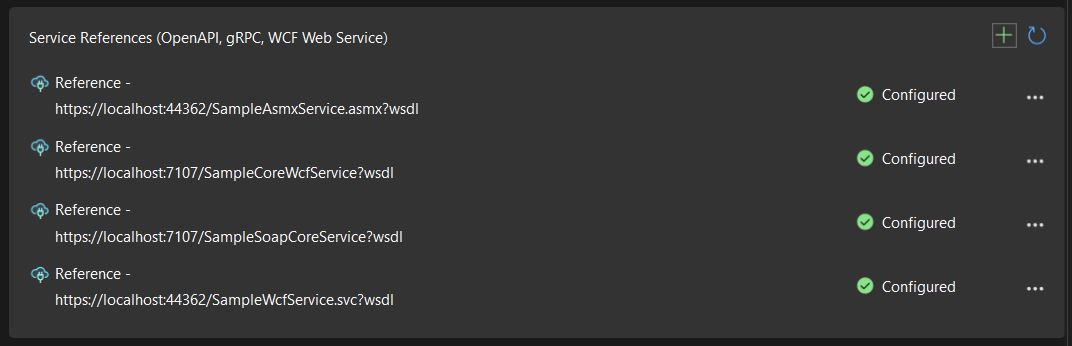 Service References (OpenAPI, gRPC, WCF Web Service)
Reference -
https://localhost:44362/SampleAsmxService.asmx?wsdl
Configured
Reference -
https://localhost:7107/SampleCoreWcfService?wsdl
Configured
Reference -
https://localhost:7107/SampleSoapCoreService?wsdl
Configured
Reference -
https://localhost:44362/SampleWcfService.svc?wsdl
Configured